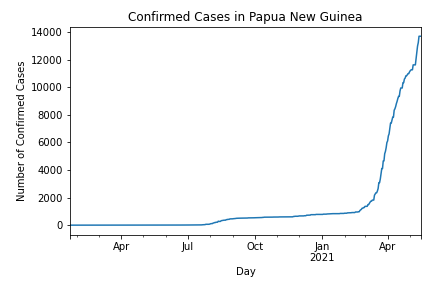 Confirmed Cases in Papua New Guinea
14000
12000
10000
8000
6000
4000
2000
0
Number of Confirmed Cases
Apr Jul Oct Jan Apr
2021
Day